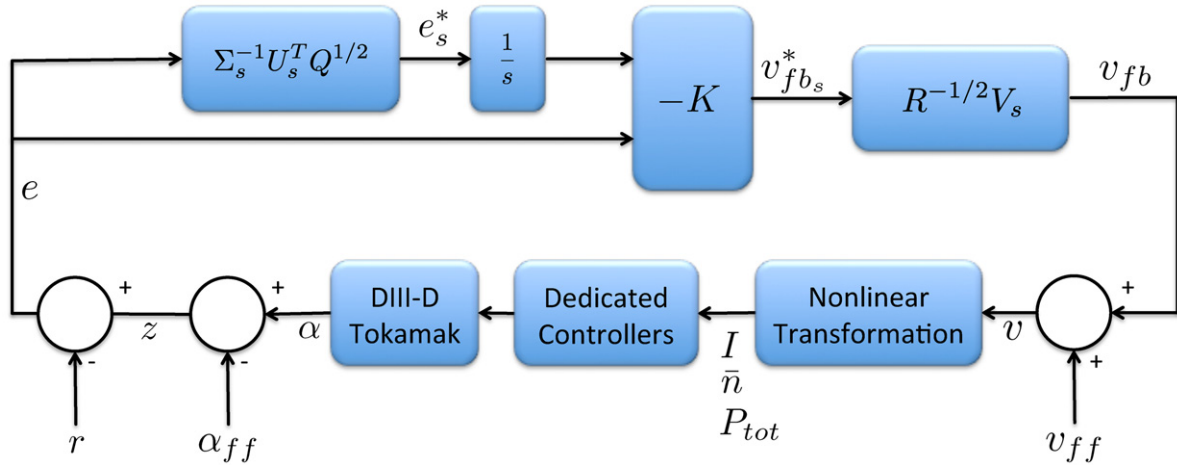 Σ_s^{-1} U_s^T Q^{1/2}
e_s^*
1/s
-K
v_{fb_s}^*
R^{-1/2} V_s
v_{fb}
e
+
-
r
z
+
-
α_{ff}
α
DIII-D
Tokamak
Dedicated
Controllers
I
n̄
P_{tot}
Nonlinear
Transformation
v
+
+
v_{ff}